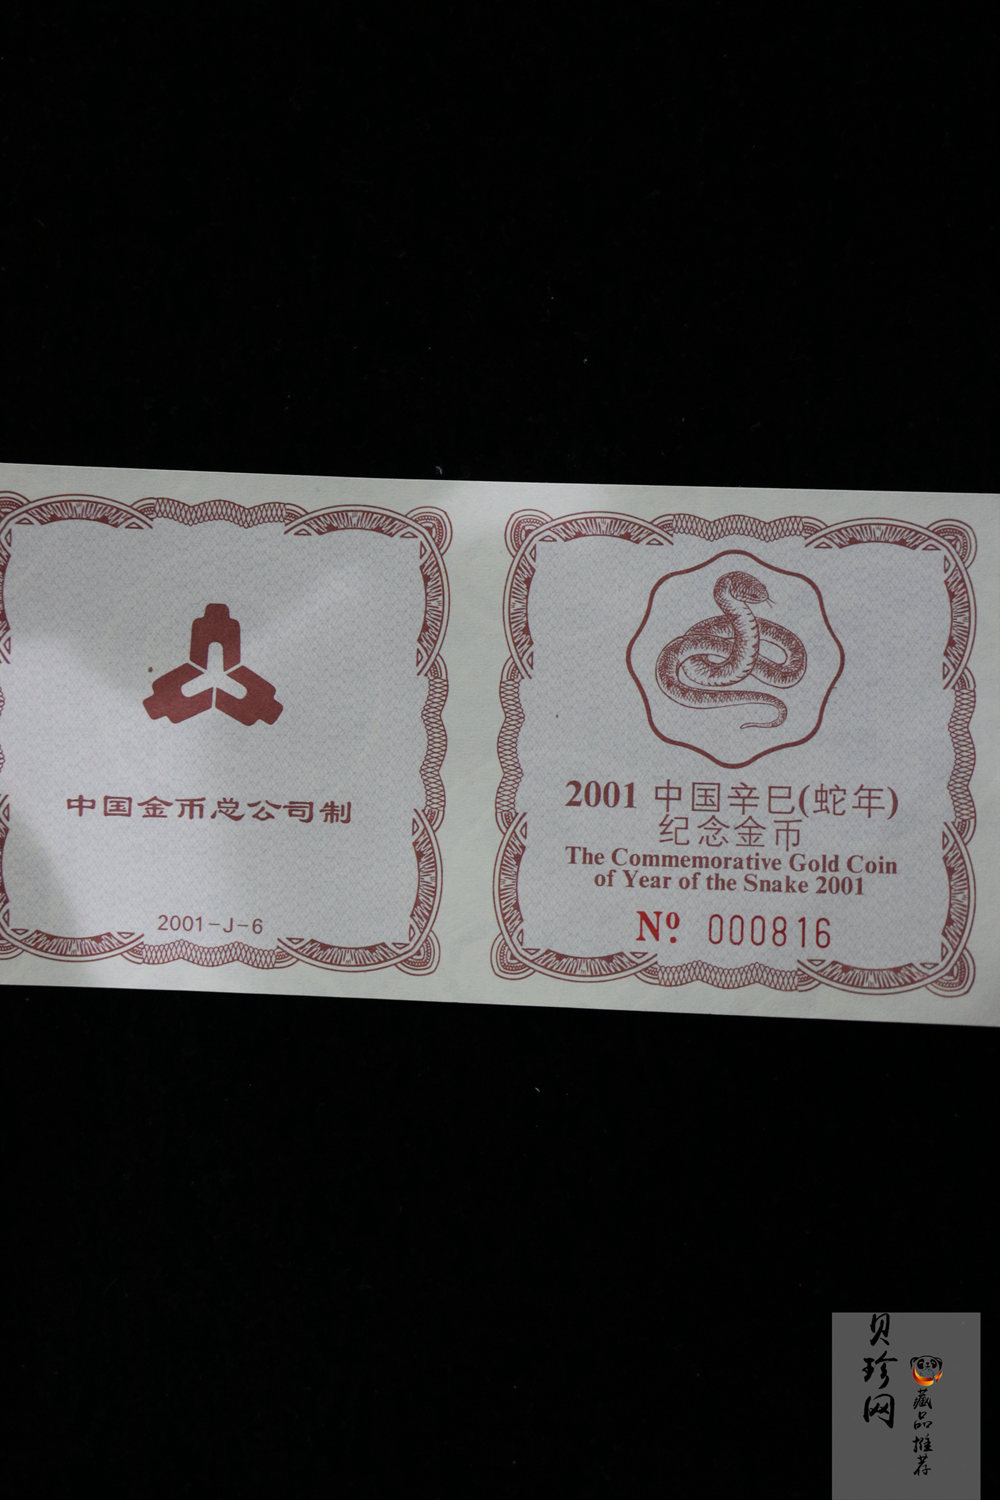 中国金币总公司制
2001-J-6
2001 中国辛巳(蛇年)
纪念金币
The Commemorative Gold Coin
of Year of the Snake 2001
Nº 000816
贝珍网
藏品推荐